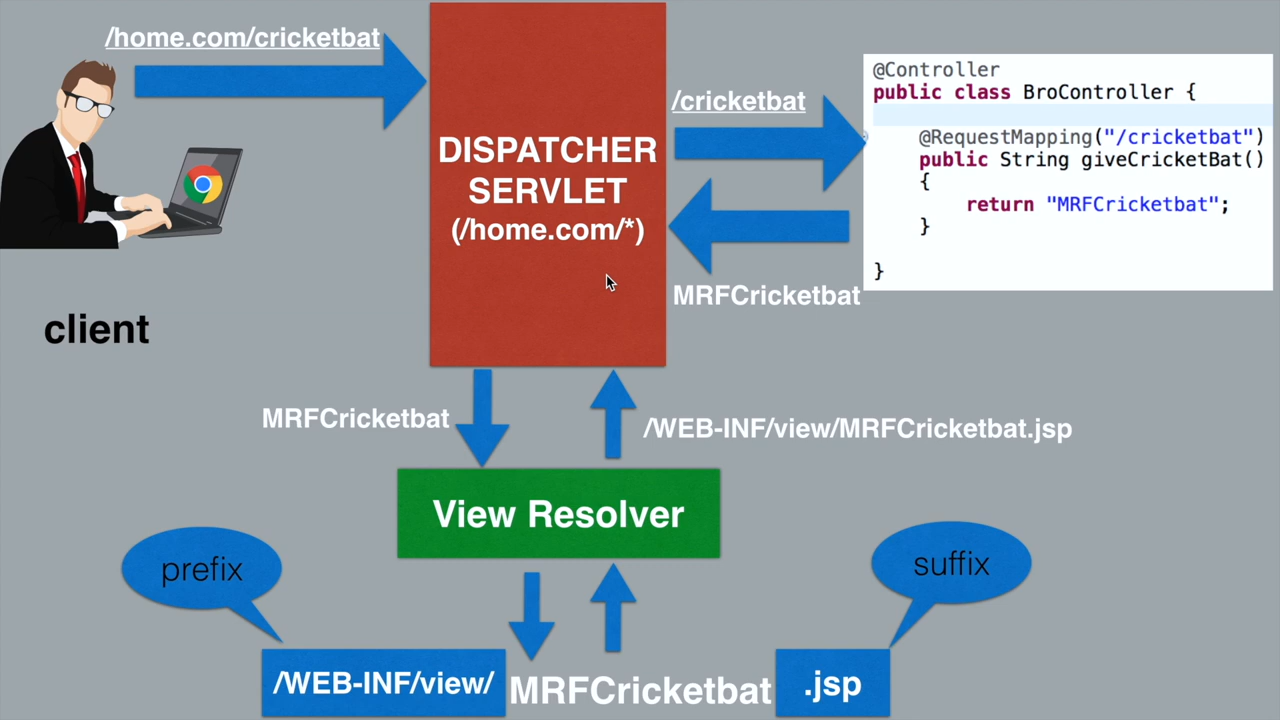 /home.com/cricketbat
client
DISPATCHER
SERVLET
(/home.com/*)
/cricketbat
MRFCricketbat
@Controller
public class BroController {
@RequestMapping("/cricketbat")
public String giveCricketBat()
{
return "MRFCricketbat";
}
}
MRFCricketbat
/WEB-INF/view/MRFCricketbat.jsp
View Resolver
prefix
suffix
/WEB-INF/view/
MRFCricketbat
.jsp